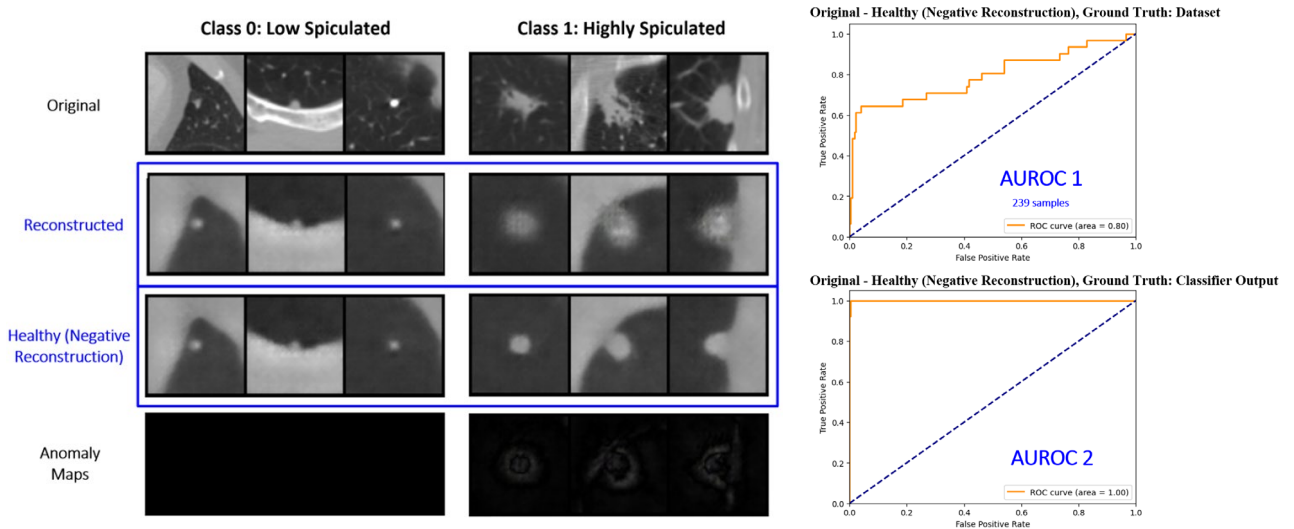 Class 0: Low Spiculated
Class 1: Highly Spiculated
Original
Reconstructed
Healthy (Negative
Reconstruction)
Anomaly
Maps
Original - Healthy (Negative Reconstruction), Ground Truth: Dataset
1.0
0.8
0.6
0.4
0.2
0.0
True Positive Rate
AUROC 1
239 samples
ROC curve (area = 0.80)
0.0 0.2 0.4 0.6 0.8 1.0
False Positive Rate
Original - Healthy (Negative Reconstruction), Ground Truth: Classifier Output
1.0
0.8
0.6
0.4
0.2
0.0
True Positive Rate
AUROC 2
ROC curve (area = 1.00)
0.0 0.2 0.4 0.6 0.8 1.0
False Positive Rate